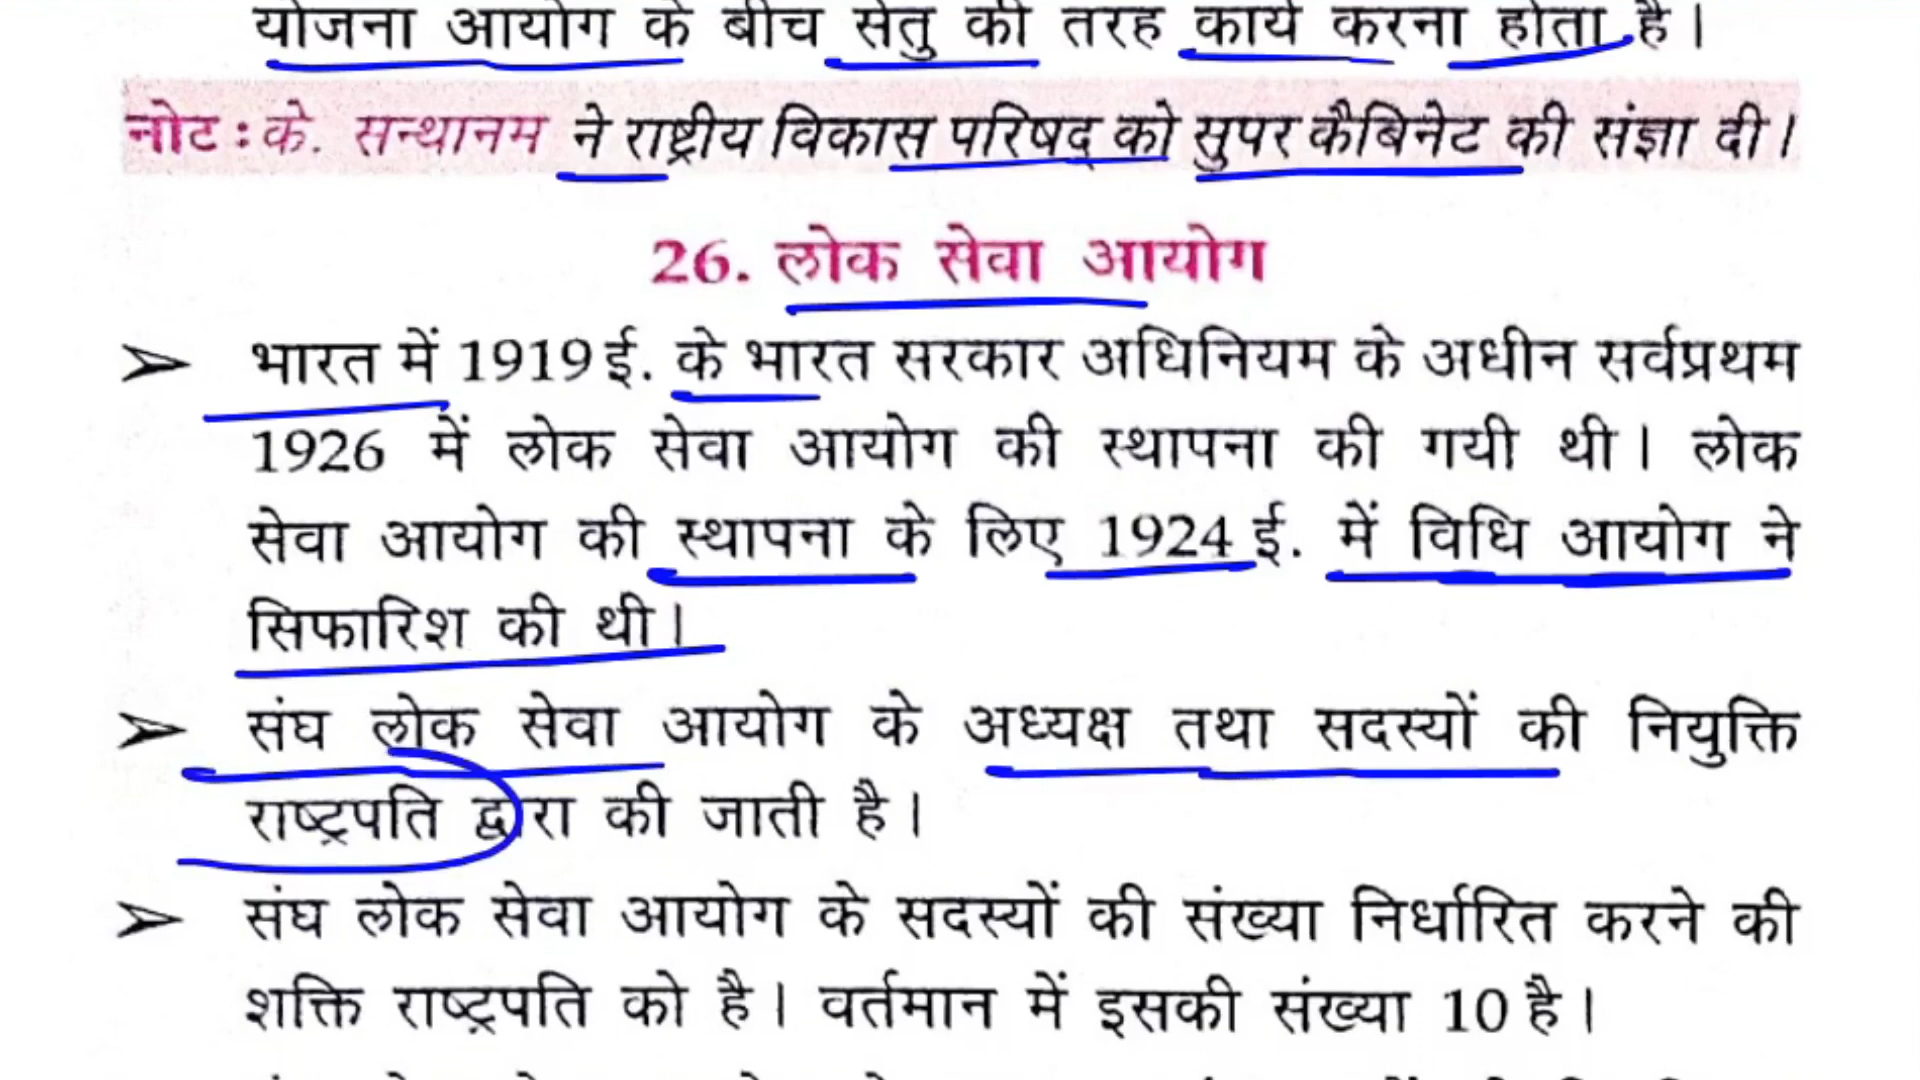 योजना आयोग के बीच सेतु की तरह कार्य करना होता है।
नोट : के. सन्थानम ने राष्ट्रीय विकास परिषद् को सुपर कैबिनेट की संज्ञा दी।
26. लोक सेवा आयोग
➢ भारत में 1919 ई. के भारत सरकार अधिनियम के अधीन सर्वप्रथम
1926 में लोक सेवा आयोग की स्थापना की गयी थी। लोक
सेवा आयोग की स्थापना के लिए 1924 ई. में विधि आयोग ने
सिफारिश की थी।
➢ संघ लोक सेवा आयोग के अध्यक्ष तथा सदस्यों की नियुक्ति
राष्ट्रपति द्वारा की जाती है।
➢ संघ लोक सेवा आयोग के सदस्यों की संख्या निर्धारित करने की
शक्ति राष्ट्रपति को है। वर्तमान में इसकी संख्या 10 है।